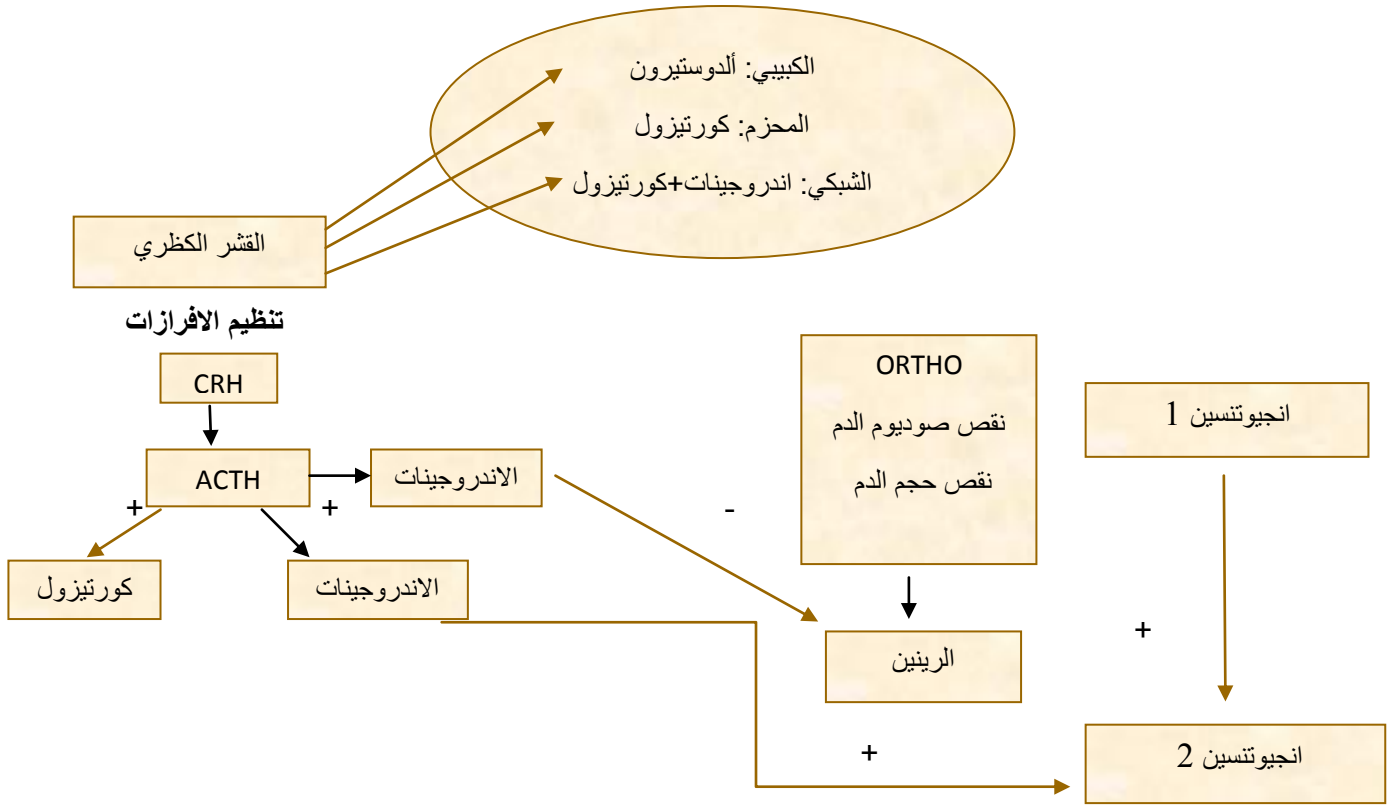 الكبيبي: ألدوستيرون
المحزم: كورتيزول
الشبكي: اندروجينات+كورتيزول
القشر الكظري
تنظيم الافرازات
CRH
ACTH
الاندروجينات
+
+
كورتيزول
الاندروجينات
-
ORTHO
نقص صوديوم الدم
نقص حجم الدم
الرينين
انجيوتنسين 1
+
+
انجيوتنسين 2